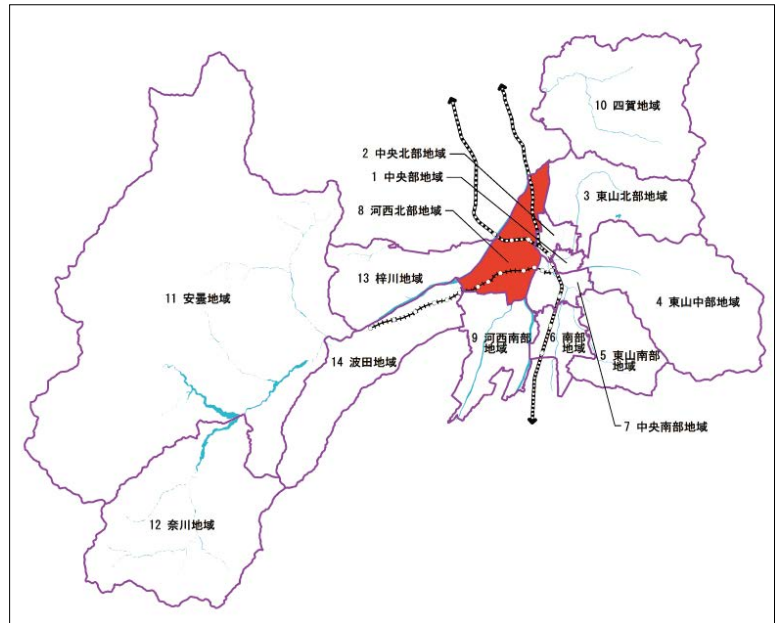 10 四賀地域
2 中央北部地域
1 中央部地域
3 東山北部地域
8 河西北部地域
13 梓川地域
11 安曇地域
4 東山中部地域
9 河西南部
地域
6 南部
地域
5 東山南部
地域
14 波田地域
7 中央南部地域
12 奈川地域